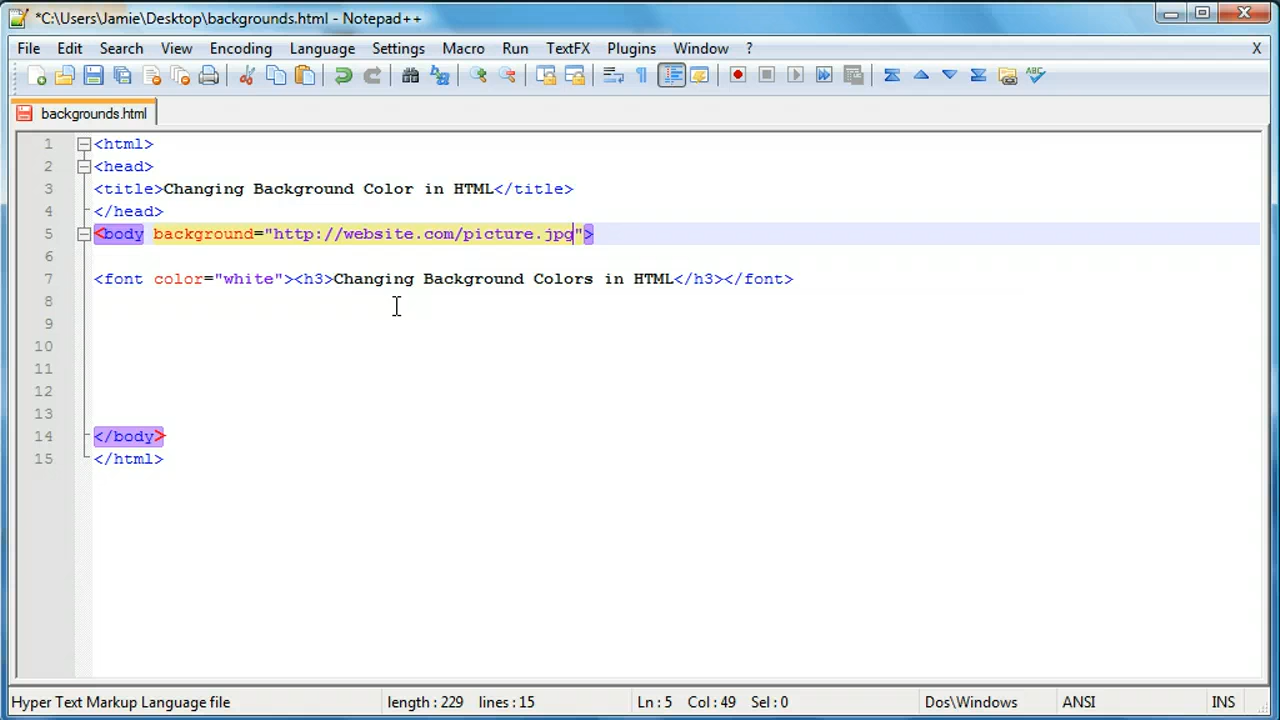 *C:\Users\Jamie\Desktop\backgrounds.html - Notepad++
File Edit Search View Encoding Language Settings Macro Run TextFX Plugins Window ? X
backgrounds.html
1 <html>
2 <head>
3 <title>Changing Background Color in HTML</title>
4 </head>
5 <body background="http://website.com/picture.jpg">
6
7 <font color="white"><h3>Changing Background Colors in HTML</h3></font>
8
9
10
11
12
13
14 </body>
15 </html>
Hyper Text Markup Language file length : 229 lines : 15 Ln : 5 Col : 49 Sel : 0 Dos\Windows ANSI INS